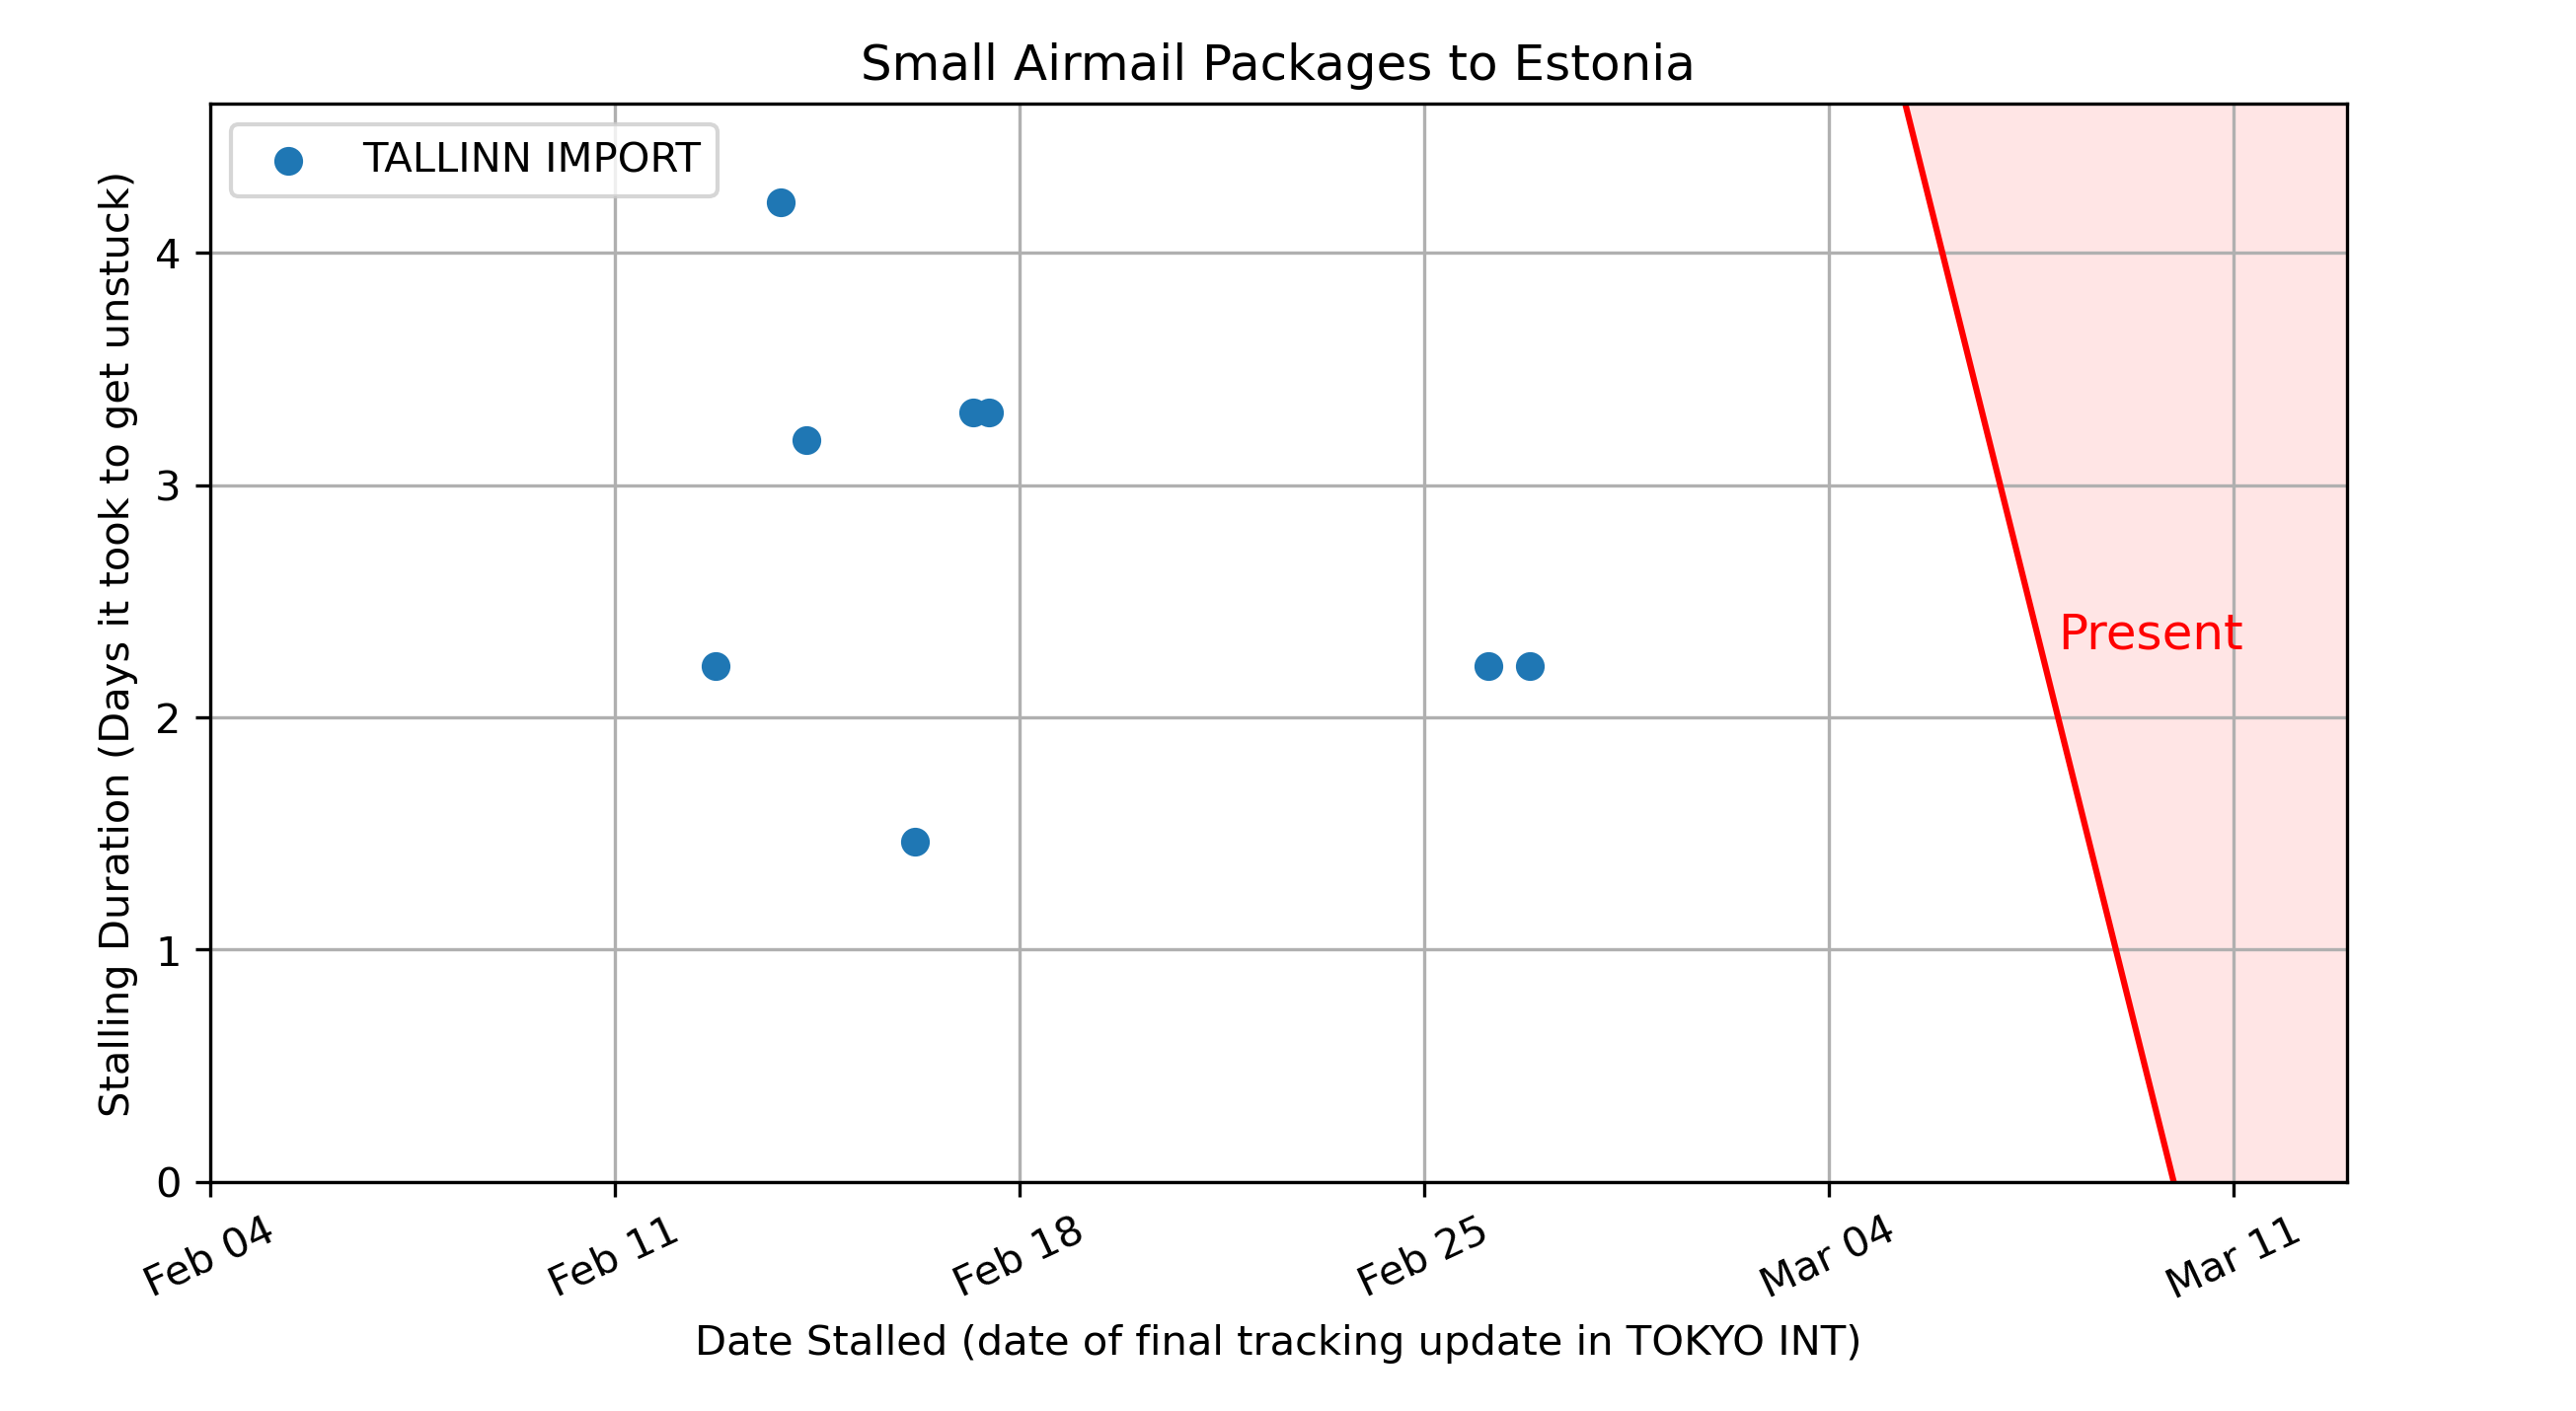 Small Airmail Packages to Estonia
TALLINN IMPORT
Stalling Duration (Days it took to get unstuck)
4
3
2
1
0
Present
Feb 04
Feb 11
Feb 18
Feb 25
Mar 04
Mar 11
Date Stalled (date of final tracking update in TOKYO INT)